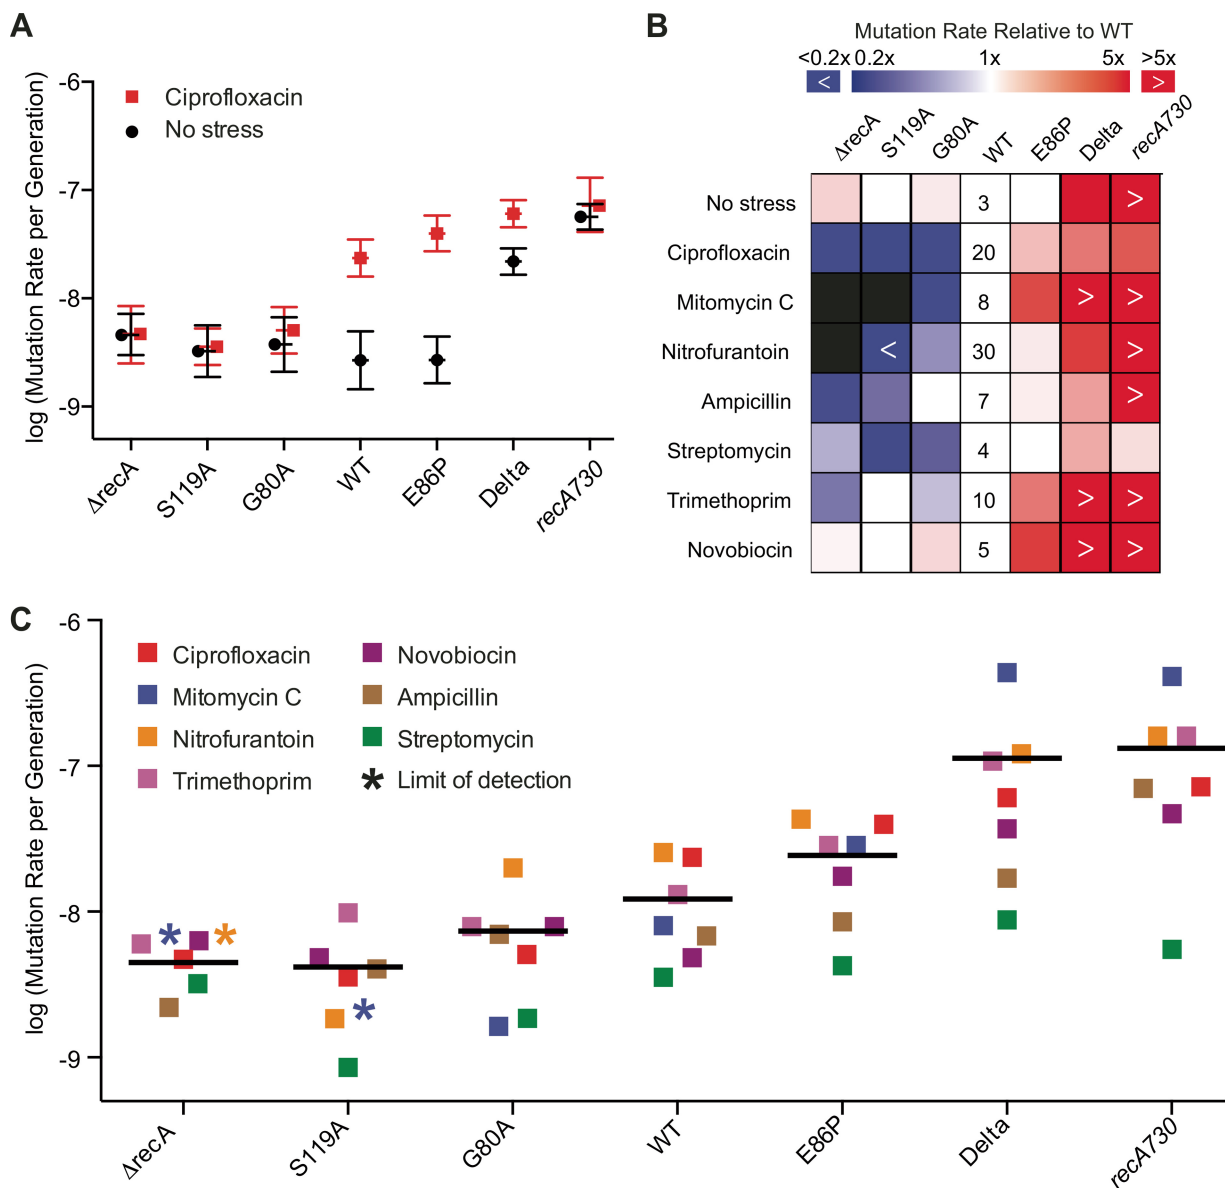 A
log (Mutation Rate per Generation)
-6
-7
-8
-9
Ciprofloxacin
No stress
ΔrecA
S119A
G80A
WT
E86P
Delta
recA730
B
Mutation Rate Relative to WT
<0.2x 0.2x 1x 5x >5x
< >
ΔrecA S119A G80A WT E86P Delta recA730
No stress 3 >
Ciprofloxacin 20
Mitomycin C 8 > >
Nitrofurantoin < 30 >
Ampicillin 7 >
Streptomycin 4
Trimethoprim 10 > >
Novobiocin 5 > >
C
log (Mutation Rate per Generation)
-6
-7
-8
-9
Ciprofloxacin Novobiocin
Mitomycin C Ampicillin
Nitrofurantoin Streptomycin
Trimethoprim * Limit of detection
* *
*
ΔrecA
S119A
G80A
WT
E86P
Delta
recA730